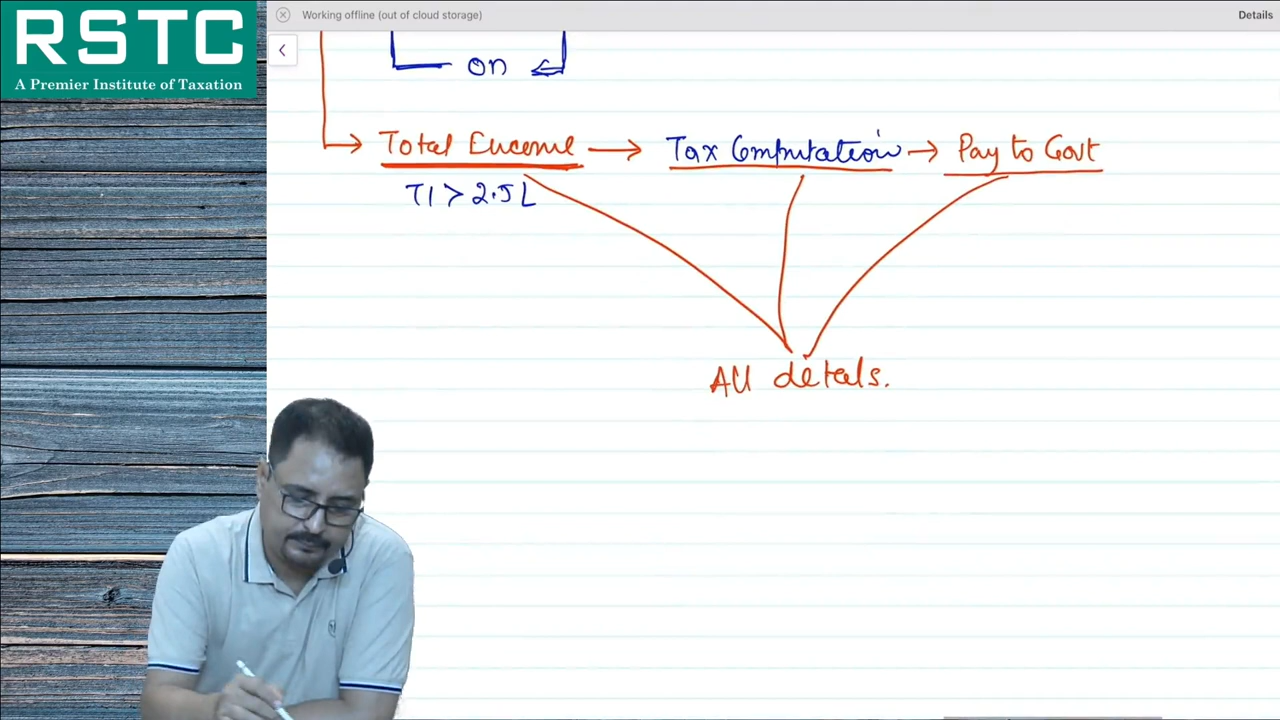 RSTC
A Premier Institute of Taxation
Working offline (out of cloud storage)
Details
on
Total Income → Tax Computation → Pay to Govt
TI > 2.5L
All details.